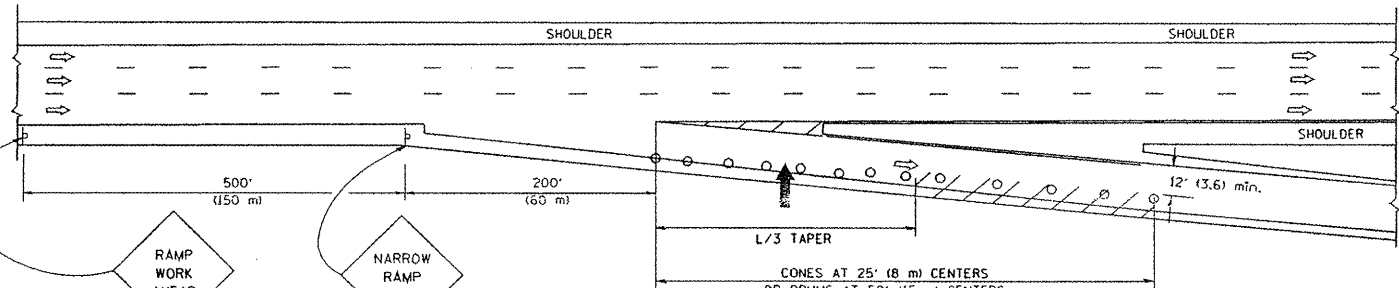 SHOULDER
SHOULDER
SHOULDER
500'
(150 m)
200'
(60 m)
12' (3.6) min.
L/3 TAPER
RAMP
WORK
AHEAD
NARROW
RAMP
CONES AT 25' (8 m) CENTERS